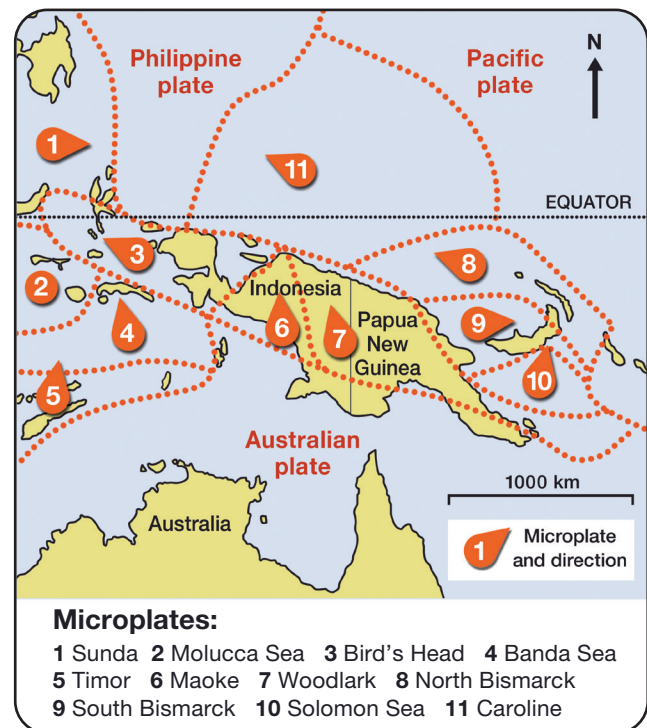 Philippine
plate
Pacific
plate
N
1
11
EQUATOR
3
8
2
Indonesia
9
4
6
7
Papua
New
Guinea
10
5
Australian
plate
1000 km
Australia
1 Microplate
and direction
Microplates:
1 Sunda 2 Molucca Sea 3 Bird's Head 4 Banda Sea
5 Timor 6 Maoke 7 Woodlark 8 North Bismarck
9 South Bismarck 10 Solomon Sea 11 Caroline